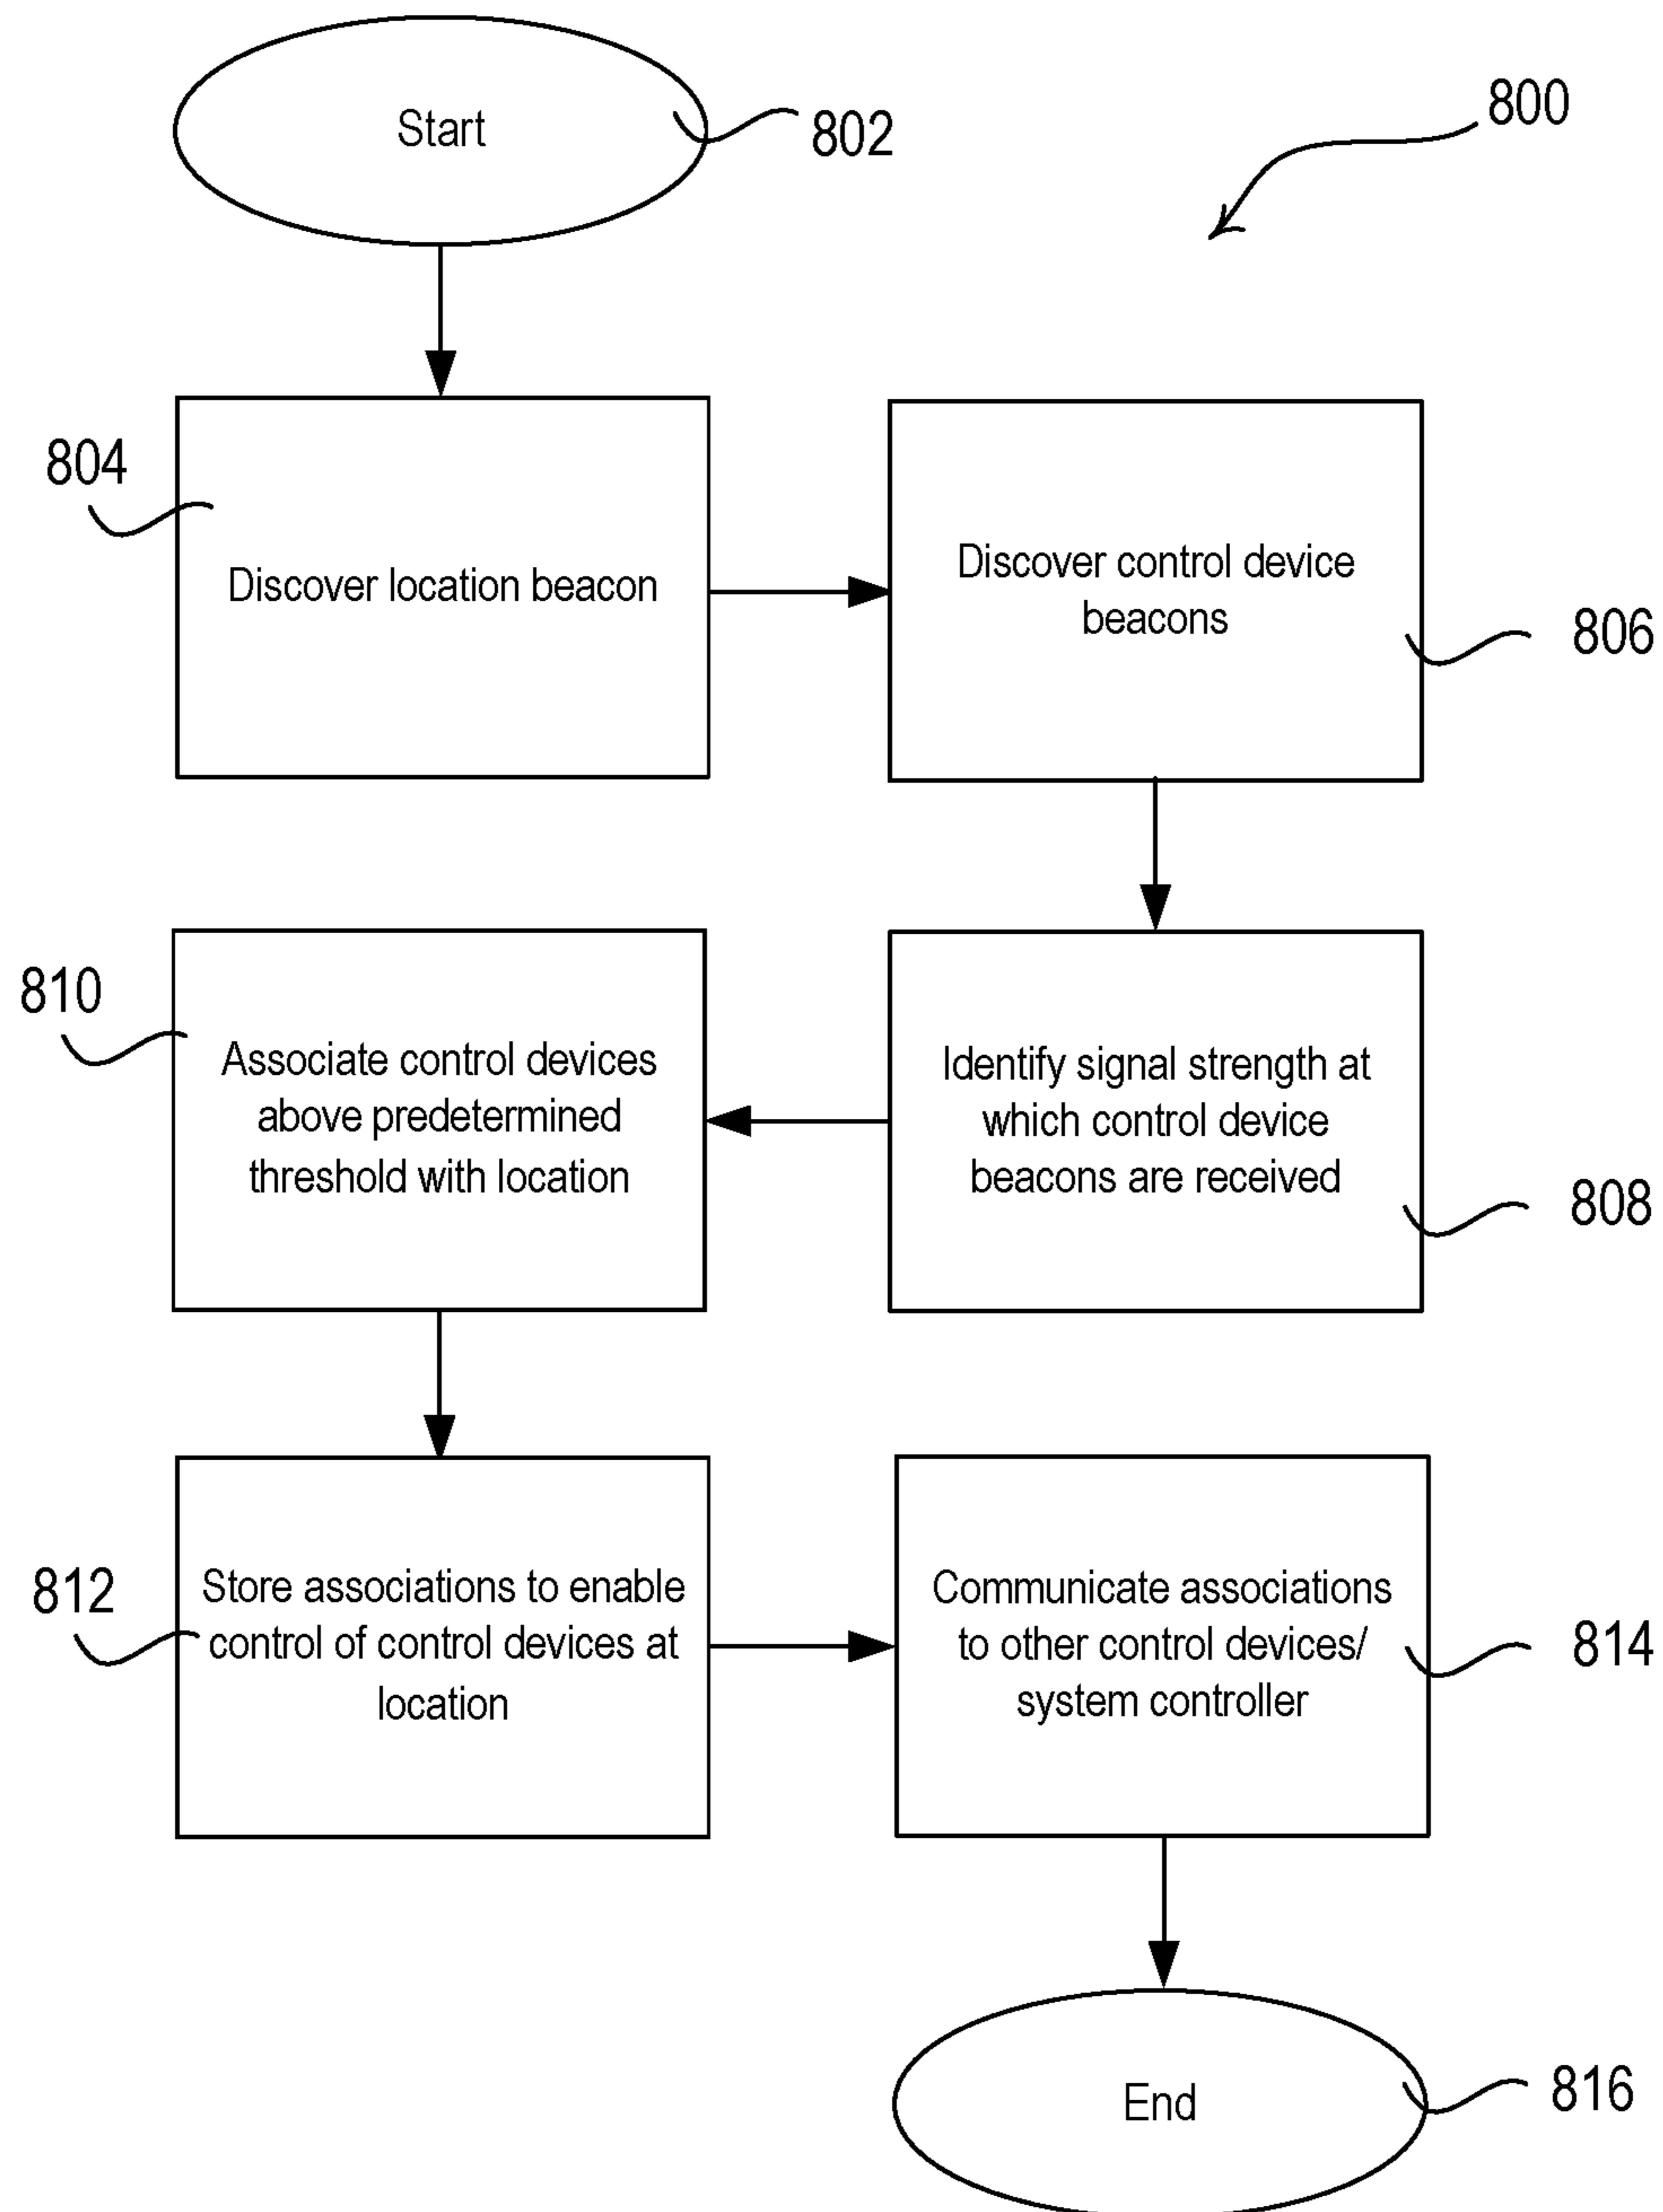 Start
802
800
804
Discover location beacon
Discover control device
beacons
806
810
Associate control devices
above predetermined
threshold with location
Identify signal strength at
which control device
beacons are received
808
812
Store associations to enable
control of control devices at
location
Communicate associations
to other control devices/
system controller
814
End
816